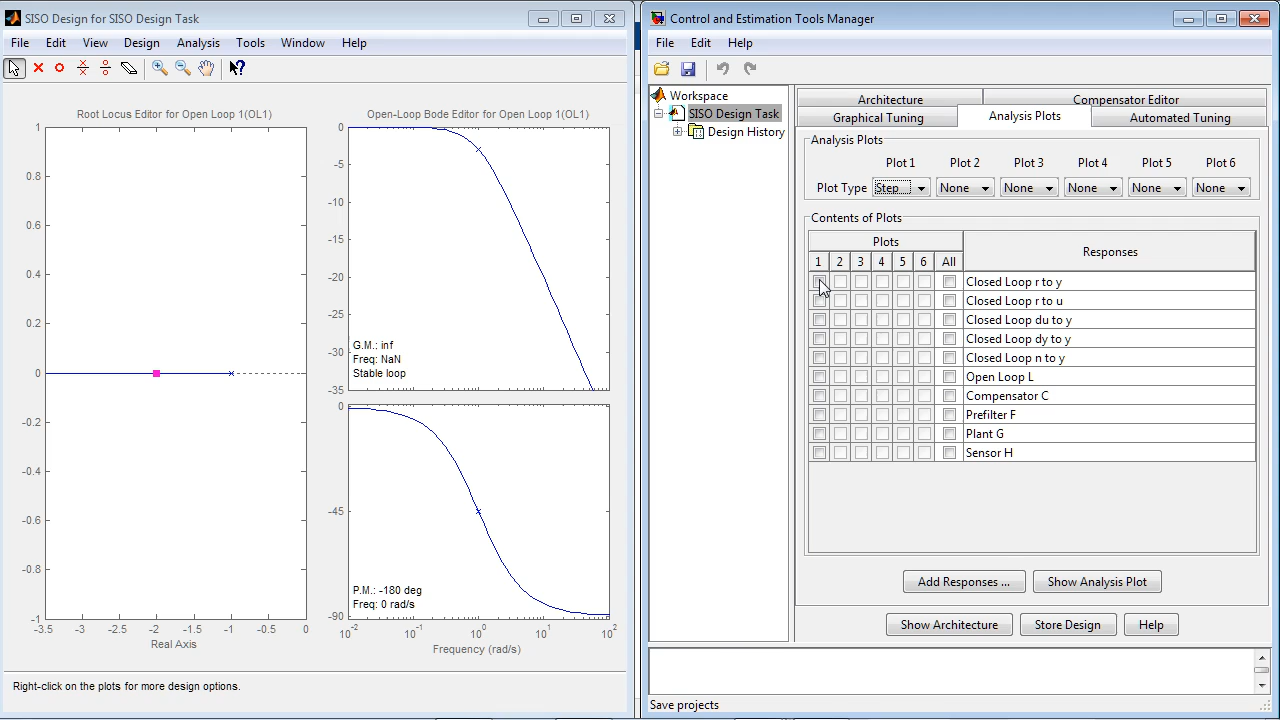 SISO Design for SISO Design Task
File Edit View Design Analysis Tools Window Help
Root Locus Editor for Open Loop 1(OL1)
1
0.8
0.6
0.4
0.2
0
-0.2
-0.4
-0.6
-0.8
-1
-3.5 -3 -2.5 -2 -1.5 -1 -0.5 0
Real Axis
Open-Loop Bode Editor for Open Loop 1(OL1)
0
-5
-10
-15
-20
-25
-30
-35
G.M.: inf
Freq: NaN
Stable loop
0
-45
-90
P.M.: -180 deg
Freq: 0 rad/s
10^-2 10^-1 10^0 10^1 10^2
Frequency (rad/s)
Right-click on the plots for more design options.
Control and Estimation Tools Manager
File Edit Help
Workspace
SISO Design Task
Design History
Architecture Compensator Editor
Graphical Tuning Analysis Plots Automated Tuning
Analysis Plots
Plot 1 Plot 2 Plot 3 Plot 4 Plot 5 Plot 6
Plot Type Step None None None None None
Contents of Plots
Plots Responses
1 2 3 4 5 6 All
Closed Loop r to y
Closed Loop r to u
Closed Loop du to y
Closed Loop dy to y
Closed Loop n to y
Open Loop L
Compensator C
Prefilter F
Plant G
Sensor H
Add Responses ... Show Analysis Plot
Show Architecture Store Design Help
Save projects